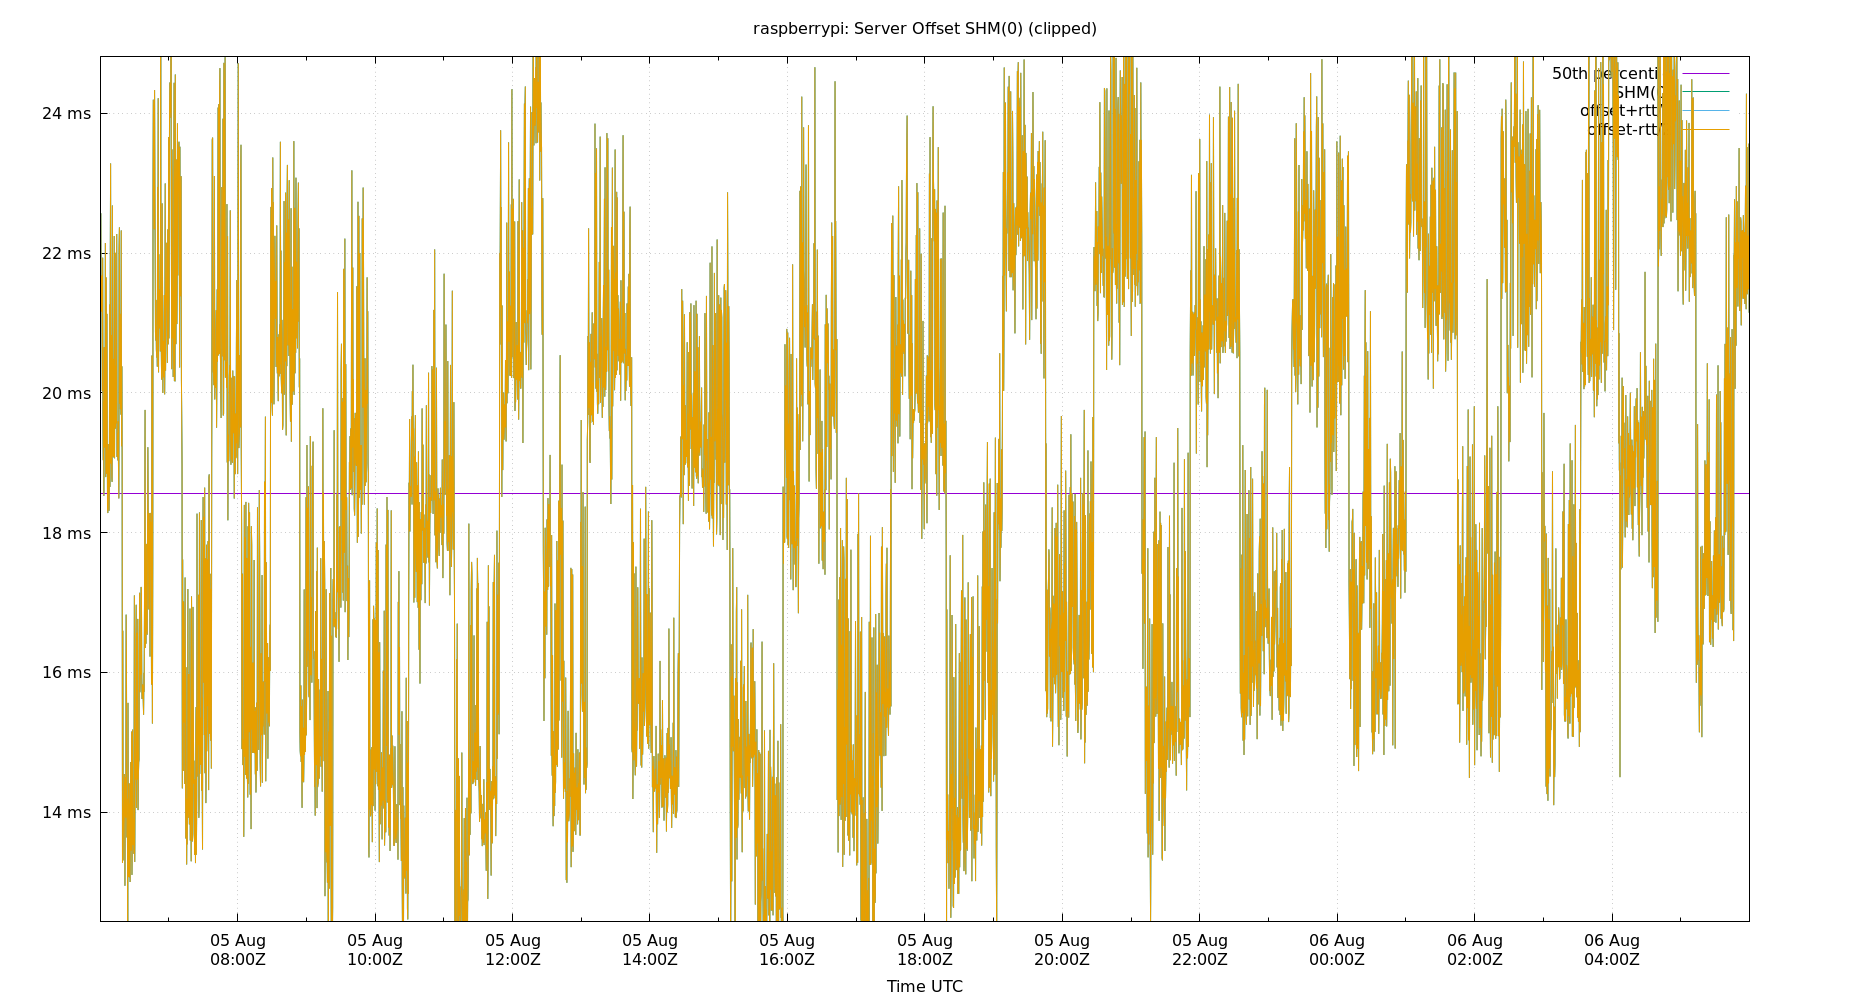 raspberrypi: Server Offset SHM(0) (clipped)
50th
24 ms
22 ms
20 ms
18 ms
16 ms
14 ms
05 Aug 05 Aug 05 Aug 05 Aug 05 Aug 05 Aug 05 Aug 05 Aug 06 Aug 06 Aug 06 Aug
08:00Z 10:00Z 12:00Z 14:00Z 16:00Z 18:00Z 20:00Z 22:00Z 00:00Z 02:00Z 04:00Z
Time UTC